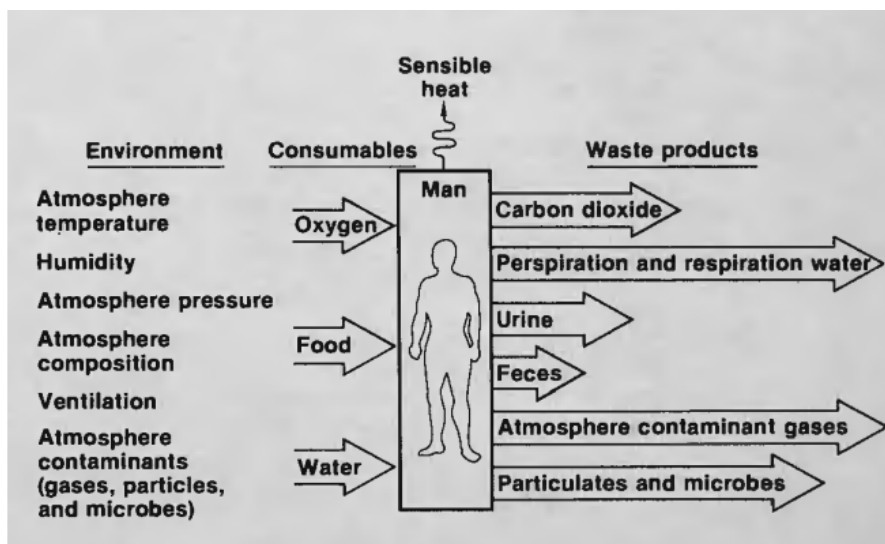 Sensible
heat
Environment
Consumables
Waste products
Atmosphere
temperature
Humidity
Atmosphere pressure
Atmosphere
composition
Ventilation
Atmosphere
contaminants
(gases, particles,
and microbes)
Oxygen
Food
Water
Man
Carbon dioxide
Perspiration and respiration water
Urine
Feces
Atmosphere contaminant gases
Particulates and microbes